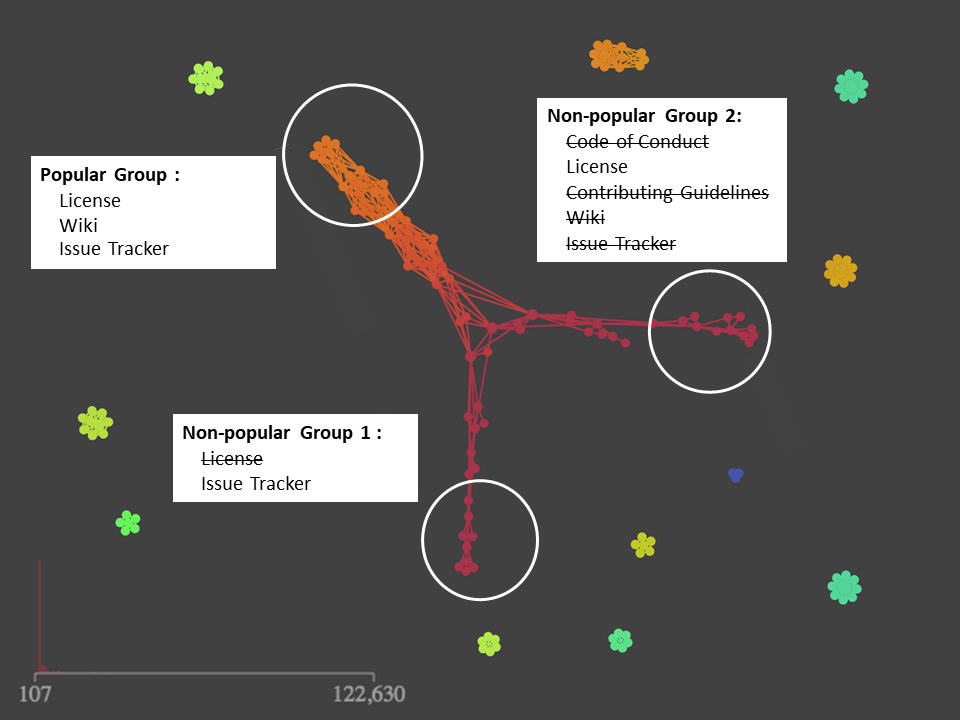 Non-popular Group 2:
Code of Conduct
License
Contributing Guidelines
Wiki
Issue Tracker
Popular Group :
License
Wiki
Issue Tracker
Non-popular Group 1 :
License
Issue Tracker
107
122,630